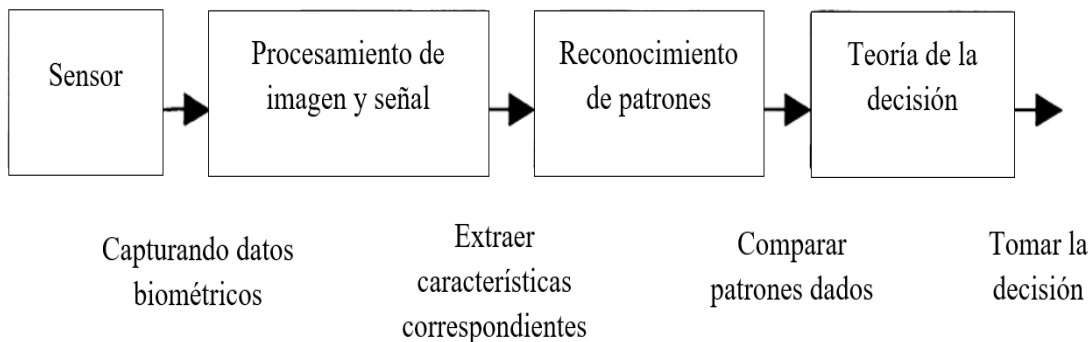 Sensor
Procesamiento de
imagen y señal
Reconocimiento
de patrones
Teoría de la
decisión
Capturando datos
biométricos
Extraer
características
correspondientes
Comparar
patrones dados
Tomar la
decisión